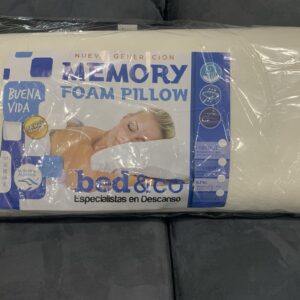 NUEVA GENERACION
MEMORY
FOAM PILLOW
BUENA
VIDA
bed&co
Especialistas en Descanso